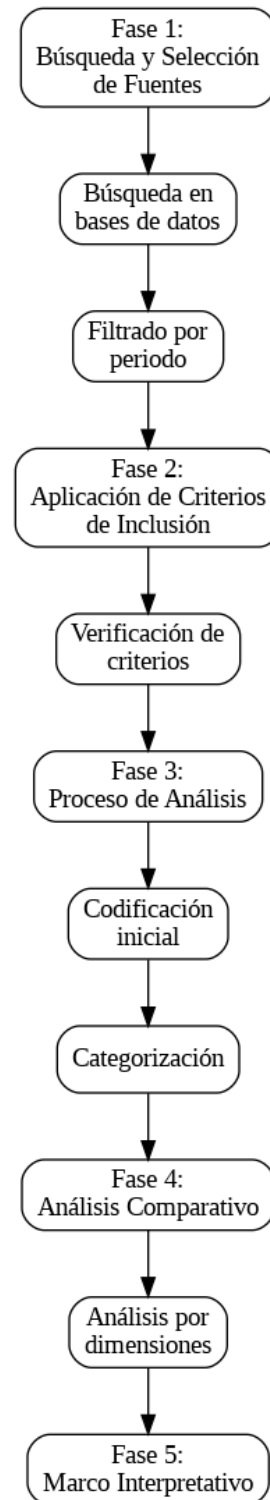 Fase 1:
Búsqueda y Selección
de Fuentes
Búsqueda en
bases de datos
Filtrado por
periodo
Fase 2:
Aplicación de Criterios
de Inclusión
Verificación de
criterios
Fase 3:
Proceso de Análisis
Codificación
inicial
Categorización
Fase 4:
Análisis Comparativo
Análisis por
dimensiones
Fase 5:
Marco Interpretativo